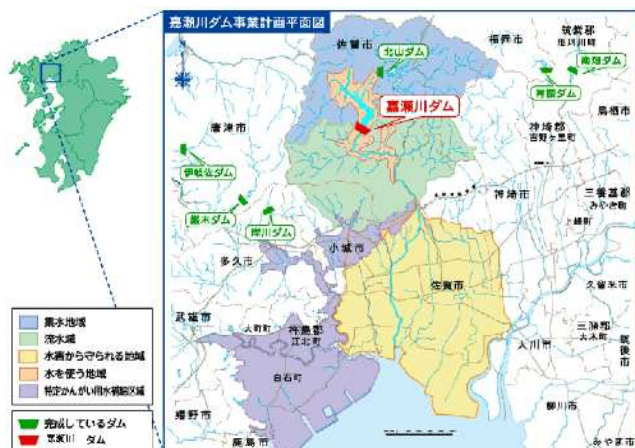 嘉瀬川ダム事業計画平面図
佐賀市
北山ダム
福岡市
筑紫郡
那珂川町
南畑ダム
背振ダム
嘉瀬川ダム
鳥栖市
唐津市
神埼郡
吉野ヶ里町
伊岐佐ダム
神埼市
三養基郡
みやき町
上峰町
厳木ダム
岸川ダム
小城市
多久市
佐賀市
久留米市
武雄市
大町町
杵島郡
江北町
三潴郡
大木町
筑後市
大川市
白石町
柳川市
嬉野市
鹿島市
みやま市
集水地域
流水域
水害から守られる地域
水を使う地域
特定かんがい用水補給区域
完成しているダム
嘉瀬川 ダム